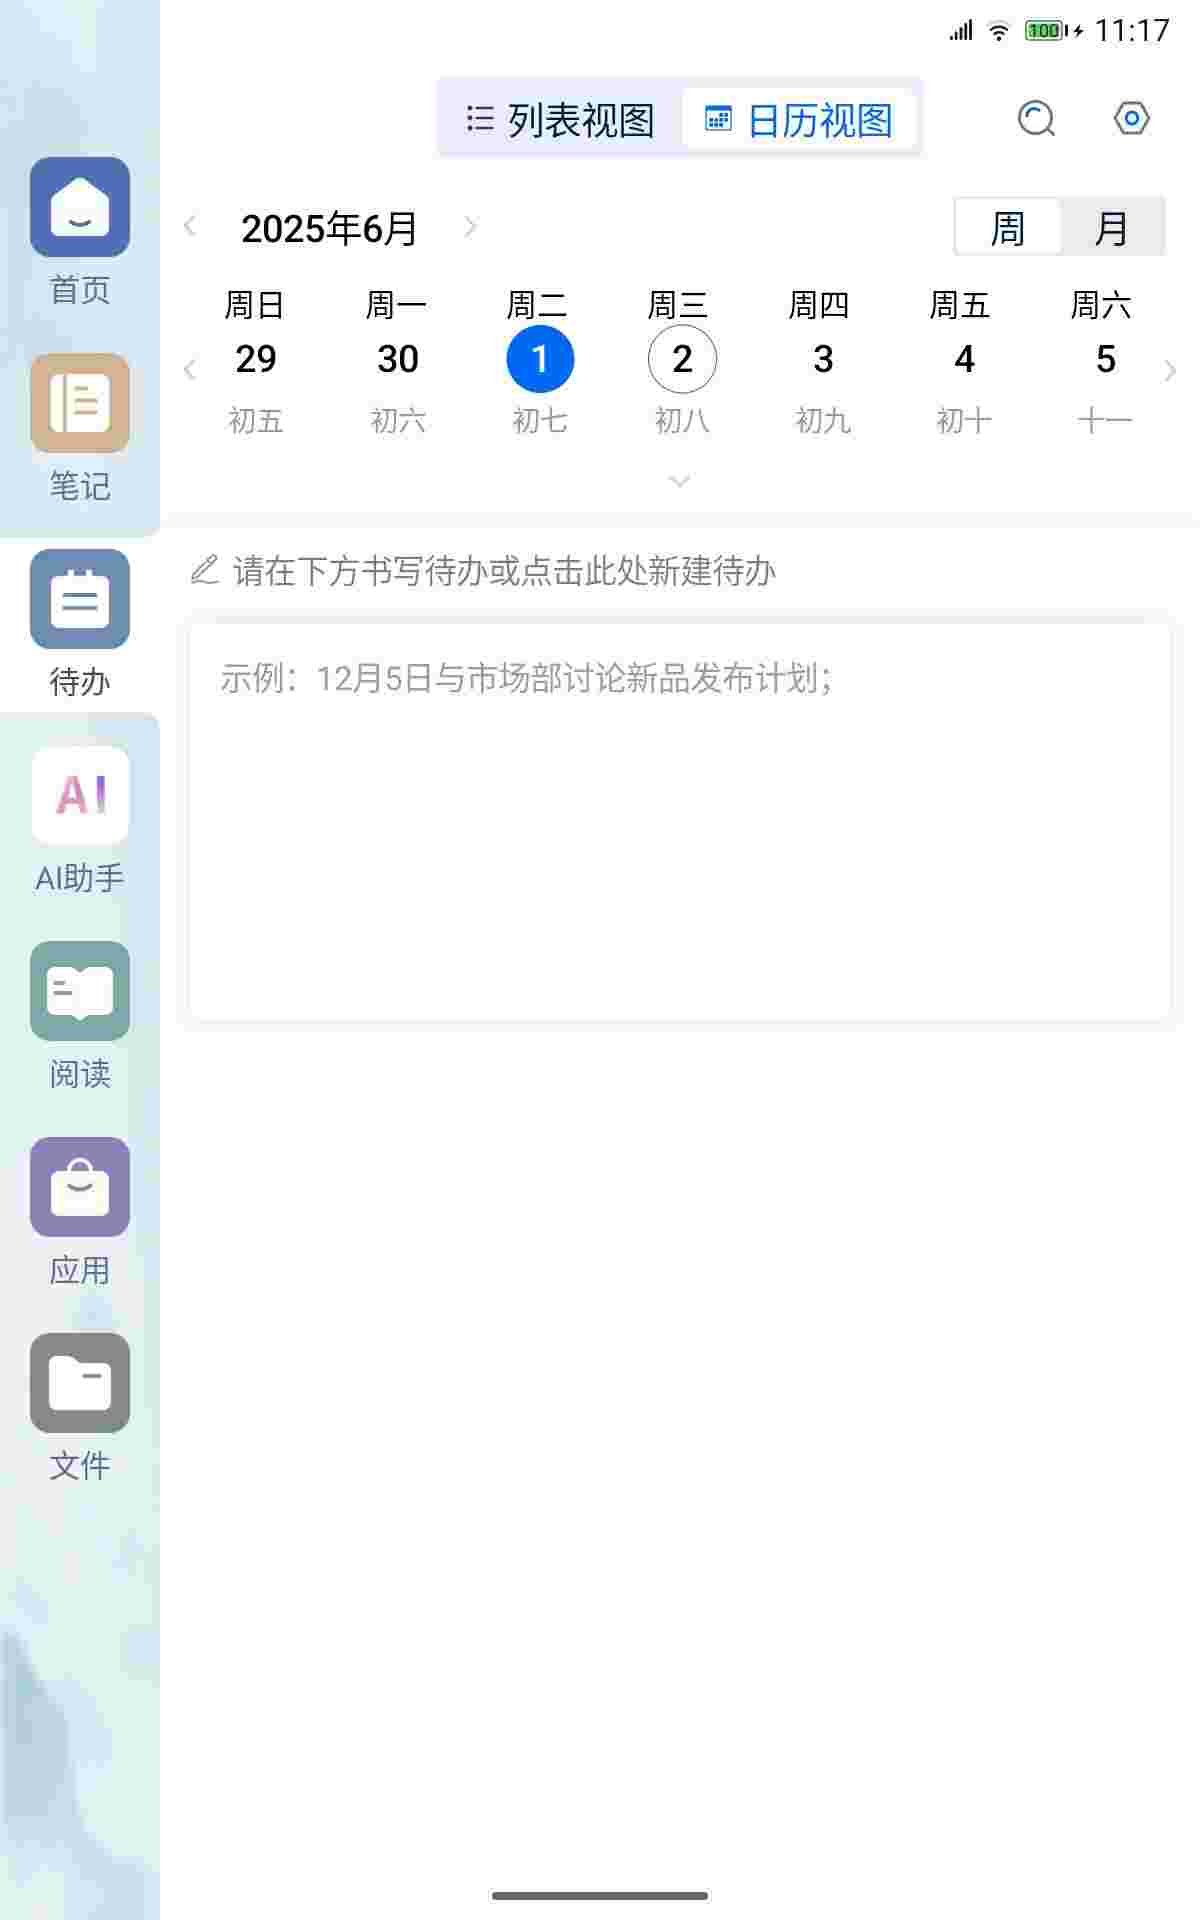 100 11:17
列表视图 日历视图
2025年6月 周 月
周日 周一 周二 周三 周四 周五 周六
29 30 1 2 3 4 5
初五 初六 初七 初八 初九 初十 十一
请在下方书写待办或点击此处新建待办
示例：12月5日与市场部讨论新品发布计划；
首页
笔记
待办
AI
AI助手
阅读
应用
文件